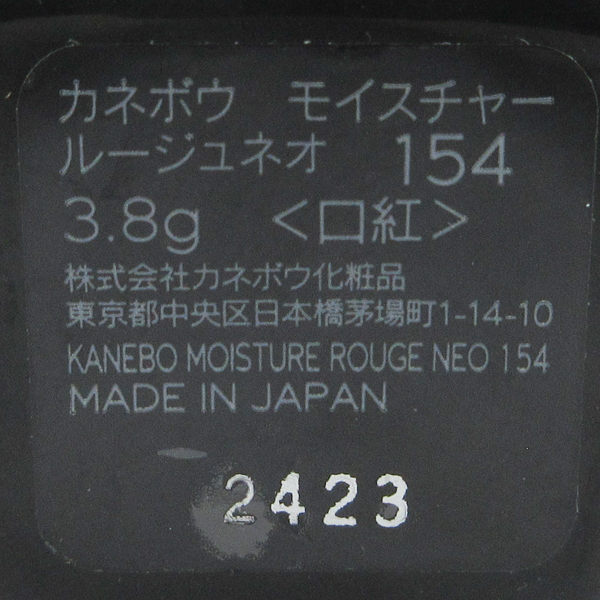 カネボウ　モイスチャー
ルージュネオ　154
3.8g　＜口紅＞
株式会社カネボウ化粧品
東京都中央区日本橋茅場町1-14-10
KANEBO MOISTURE ROUGE NEO 154
MADE IN JAPAN
2423